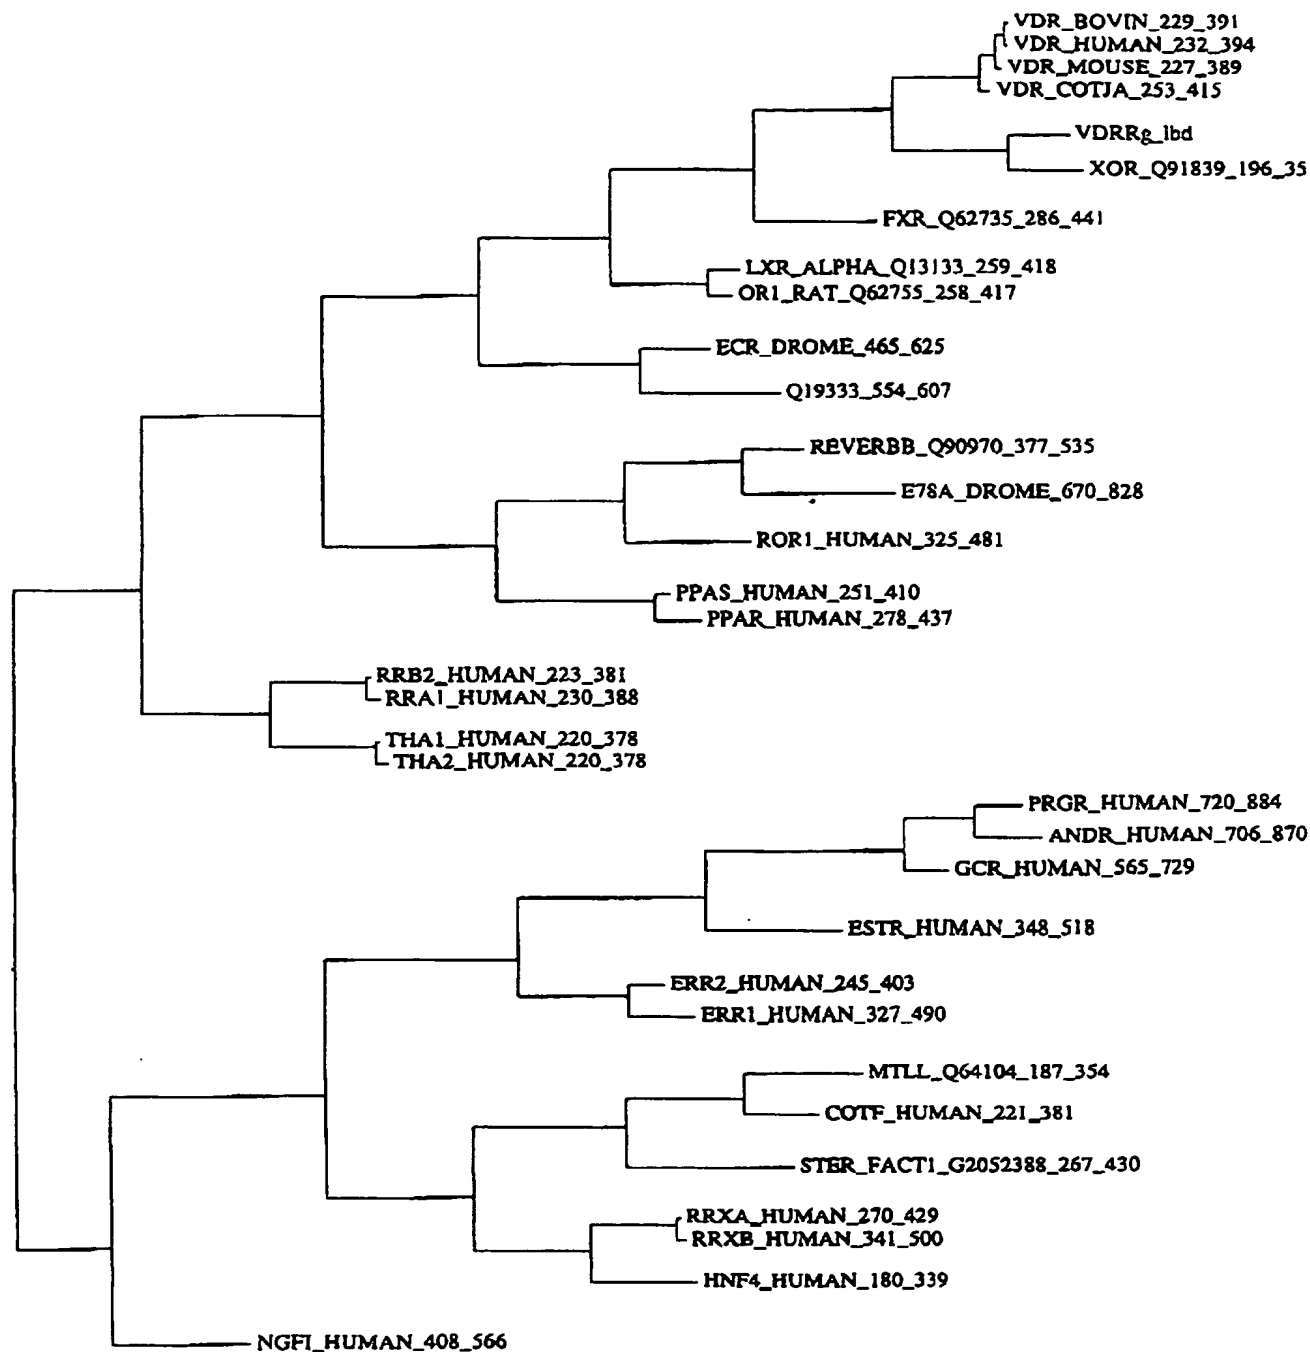 VDR_BOVIN_229_391
VDR_HUMAN_232_394
VDR_MOUSE_227_389
VDR_COTJA_253_415
VDRRg_lbd
XOR_Q91839_196_35
FXR_Q62735_286_441
LXR_ALPHA_Q13133_259_418
OR1_RAT_Q62755_258_417
ECR_DROME_465_625
Q19333_554_607
REVERBB_Q90970_377_535
E78A_DROME_670_828
ROR1_HUMAN_325_481
PPAS_HUMAN_251_410
PPAR_HUMAN_278_437
RRB2_HUMAN_223_381
RRA1_HUMAN_230_388
THA1_HUMAN_220_378
THA2_HUMAN_220_378
PRGR_HUMAN_720_884
ANDR_HUMAN_706_870
GCR_HUMAN_565_729
ESTR_HUMAN_348_518
ERR2_HUMAN_245_403
ERR1_HUMAN_327_490
MTLL_Q64104_187_354
COTF_HUMAN_221_381
STER_FACT1_G2052388_267_430
RRXA_HUMAN_270_429
RRXB_HUMAN_341_500
HNF4_HUMAN_180_339
NGFI_HUMAN_408_566